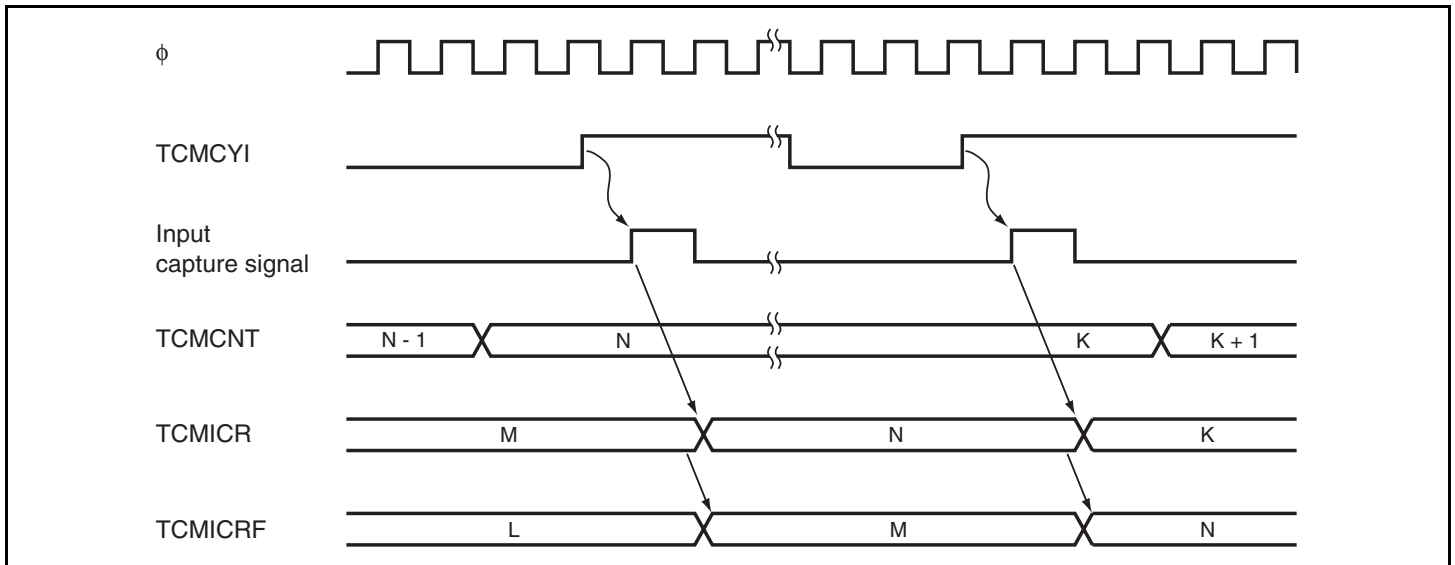 ϕ
TCMCYI
Input
capture signal
TCMCNT
N - 1
N
K
K + 1
TCMICR
M
N
K
TCMICRF
L
M
N